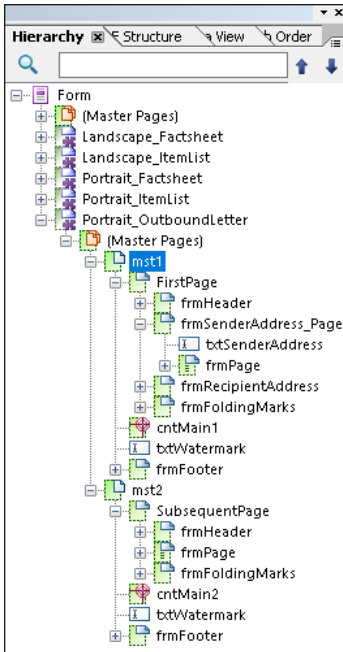 Hierarchy
Structure
View
Order
Form
(Master Pages)
Landscape_Factsheet
Landscape_ItemList
Portrait_Factsheet
Portrait_ItemList
Portrait_OutboundLetter
(Master Pages)
mst1
FirstPage
frmHeader
frmSenderAddress_Page
txtSenderAddress
frmPage
frmRecipientAddress
frmFoldingMarks
cntMain1
txtWatermark
frmFooter
mst2
SubsequentPage
frmHeader
frmPage
frmFoldingMarks
cntMain2
txtWatermark
frmFooter